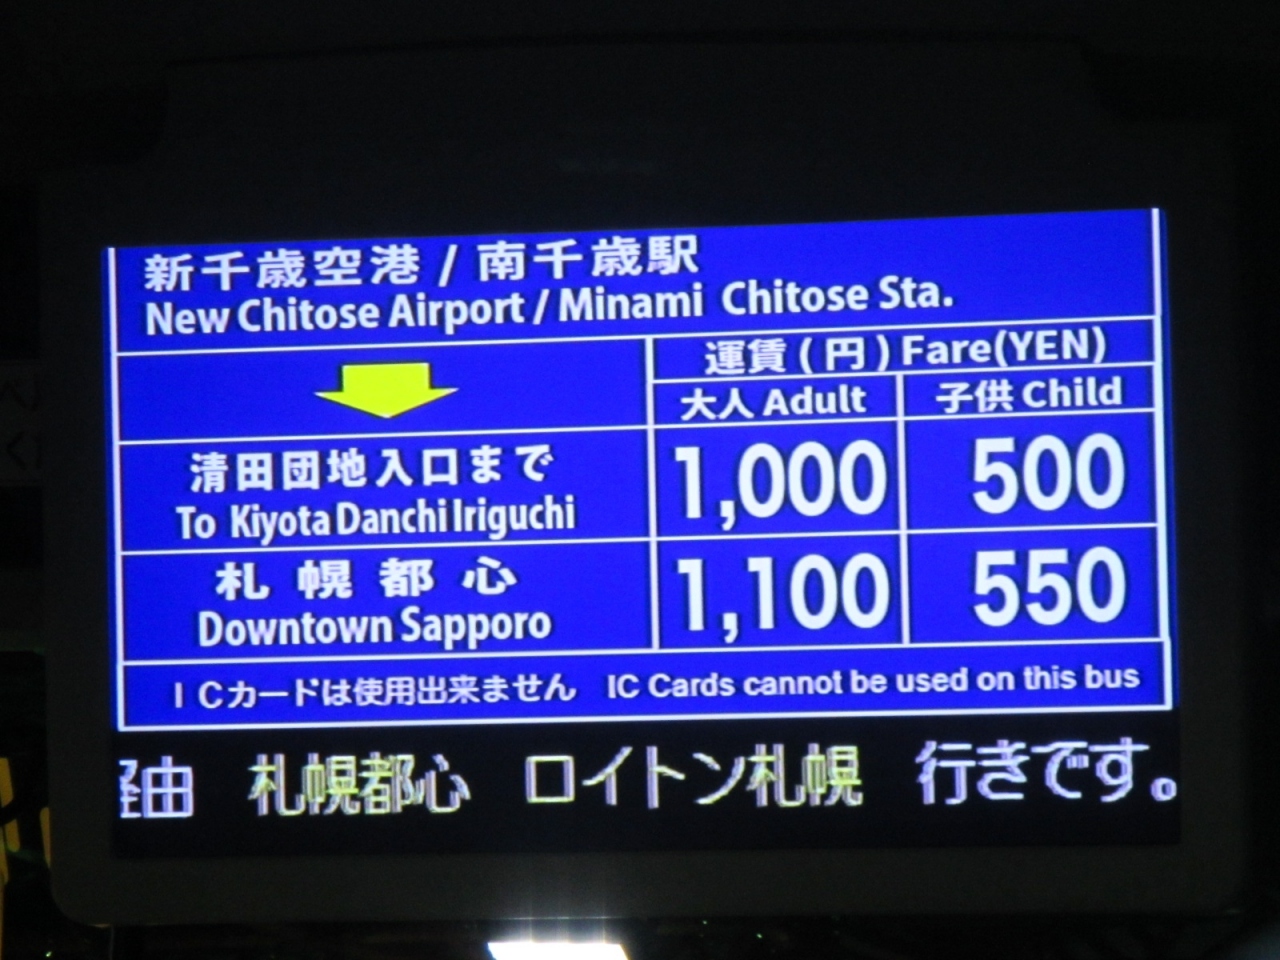 新千歳空港 / 南千歳駅
New Chitose Airport / Minami Chitose Sta.
運賃 ( 円 ) Fare(YEN)
大人 Adult
子供 Child
清田団地入口まで
To Kiyota Danchi Iriguchi
1,000
500
札幌都心
Downtown Sapporo
1,100
550
ICカードは使用出来ません IC Cards cannot be used on this bus
経由 札幌都心 ロイトン札幌 行きです。